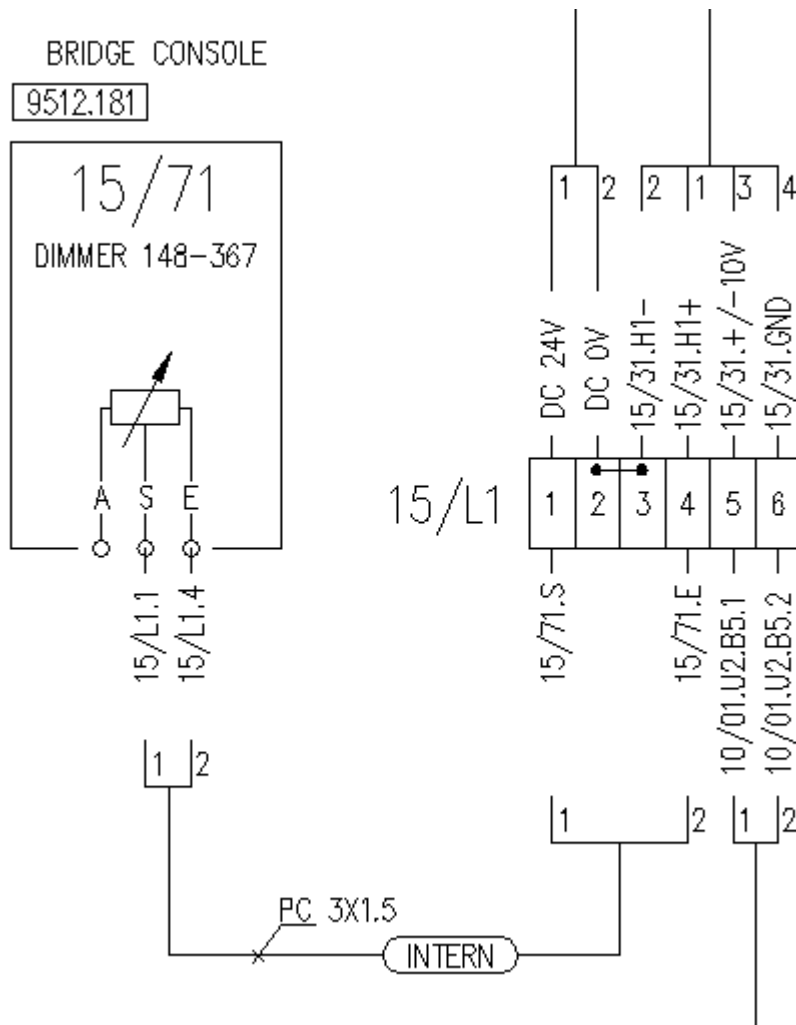 BRIDGE CONSOLE
9512.181
15/71
DIMMER 148-367
A S E
15/L1.1
15/L1.4
1 2
PC 3X1.5
INTERN
1 2 2 1 3 4
DC 24V
DC 0V
15/31.H1-
15/31.H1+
15/31.+/-10V
15/31.GND
15/L1
1 2 3 4 5 6
15/71.S
15/71.E
10/01.U2.B5.1
10/01.U2.B5.2
1 2 1 2